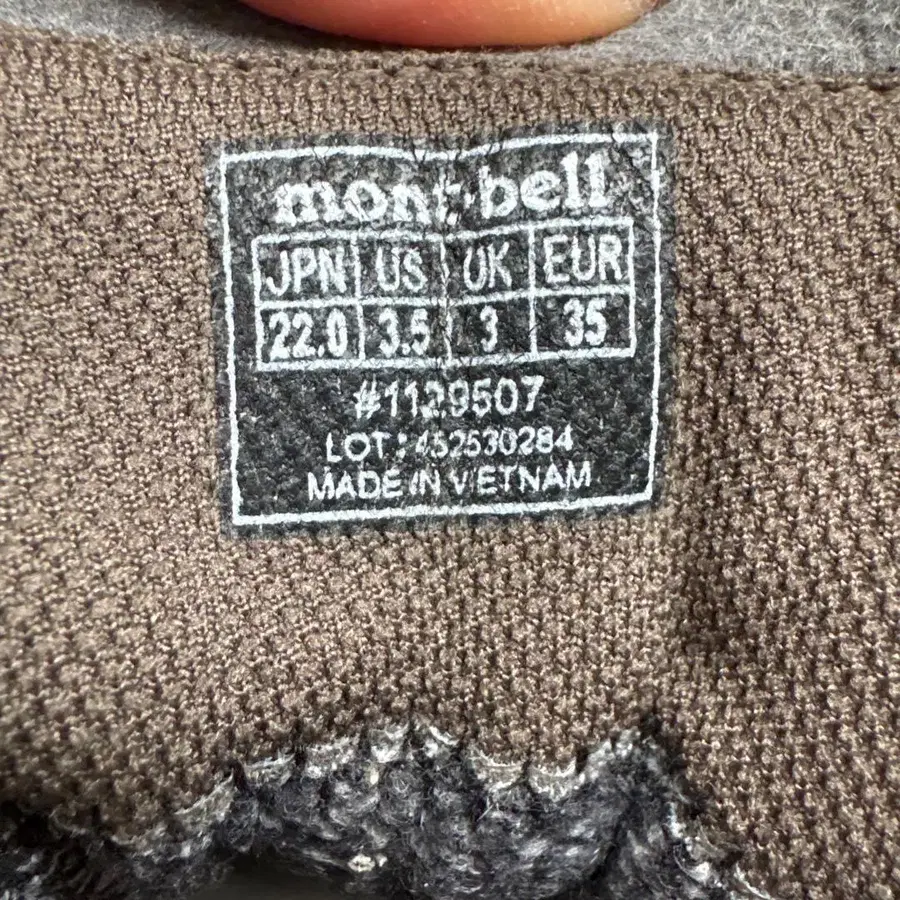 mont-bell
JPN US UK EUR
22.0 3.5 3 35
#1129507
LOT : 452530284
MADE IN VIETNAM